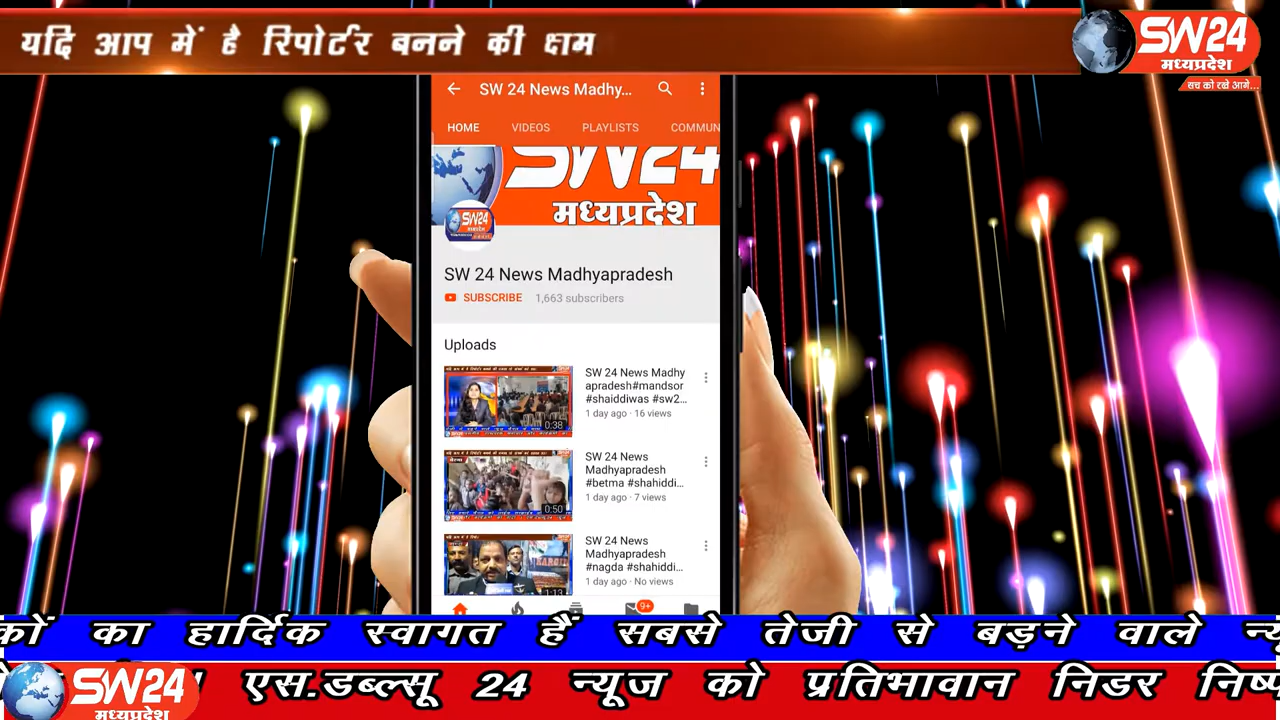 यदि आप में है रिपोर्टर बनने की क्षम
SW24
मध्यप्रदेश
सच को रखे आगे...
SW 24 News Madhy...
HOME VIDEOS PLAYLISTS COMMUN
SW24
मध्यप्रदेश
SW24
SW 24 News Madhyapradesh
SUBSCRIBE 1,663 subscribers
Uploads
SW 24 News Madhy
apradesh#mandsor
#shaiddiwas #sw2...
1 day ago · 16 views
0:38
SW 24 News
Madhyapradesh
#betma #shahiddi...
1 day ago · 7 views
0:50
SW 24 News
Madhyapradesh
#nagda #shahiddi...
1 day ago · No views
1:13
9+
कों का हार्दिक स्वागत हैं सबसे तेजी से बड़ने वाले न्यू
एस.डब्ल्सू 24 न्यूज को प्रतिभावान निडर निष्प
SW24
मध्यप्रदेश